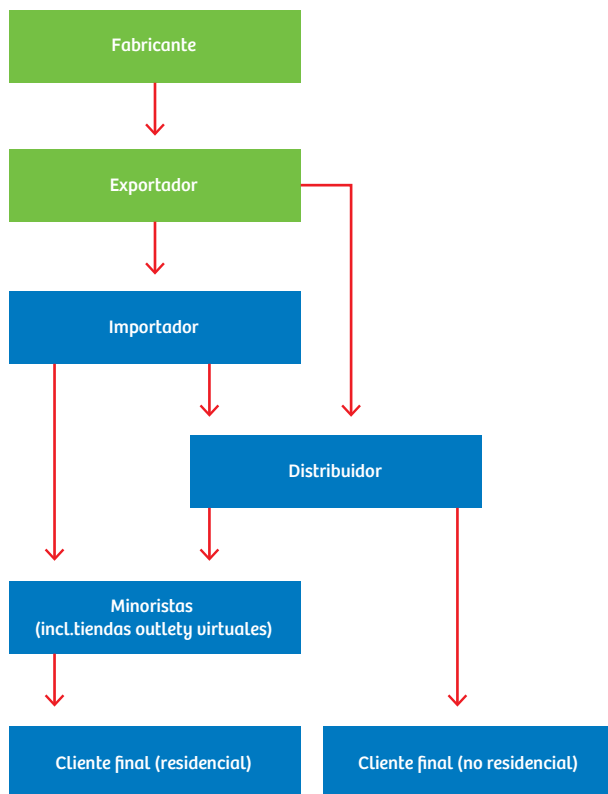 Fabricante
Exportador
Importador
Distribuidor
Minoristas
(incl.tiendas outlety virtuales)
Cliente final (residencial)
Cliente final (no residencial)